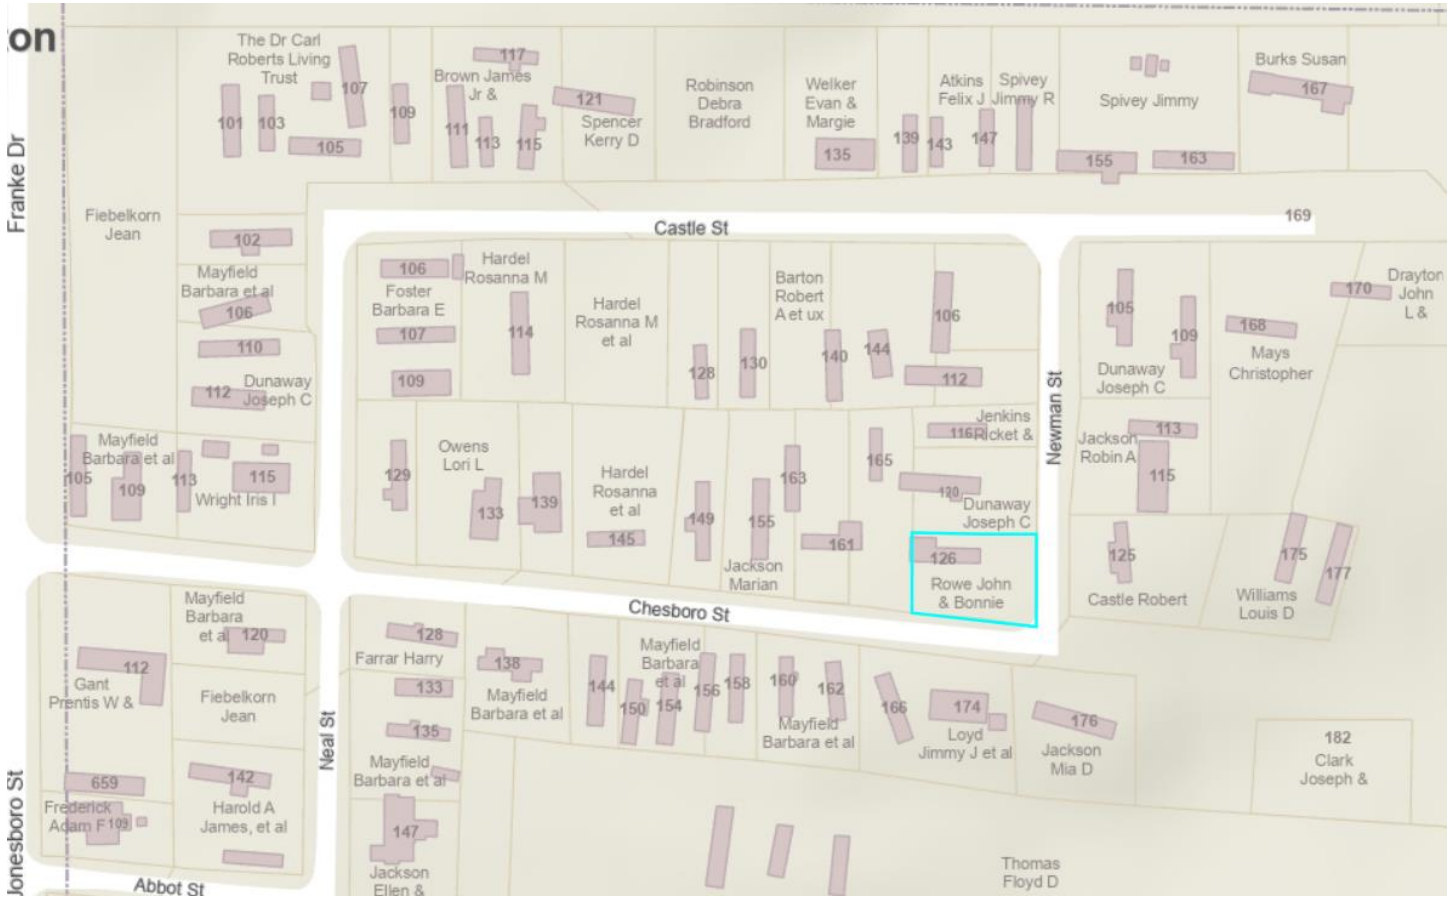 on
Franke Dr
The Dr Carl
Roberts Living
Trust
107
101
103
105
109
117
Brown James
Jr &
111
113
115
121
Spencer
Kerry D
Robinson
Debra
Bradford
Welker
Evan &
Margie
135
139
Atkins
Felix J
143
147
Spivey
Jimmy R
Spivey Jimmy
155
163
Burks Susan
167
Fiebelkorn
Jean
Castle St
169
102
Mayfield
Barbara et al
106
110
112
Dunaway
Joseph C
106
Foster
Barbara E
107
109
Hardel
Rosanna M
114
Hardel
Rosanna M
et al
128
130
Barton
Robert
A et ux
140
144
106
112
Newman St
105
109
Dunaway
Joseph C
168
Mays
Christopher
170
Drayton
John
L &
Mayfield
Barbara et al
105
109
113
115
Wright Iris I
129
Owens
Lori L
133
139
Hardel
Rosanna
et al
145
149
155
Jackson
Marian
163
161
165
Jenkins
Ricket &
116
120
Dunaway
Joseph C
126
Rowe John
& Bonnie
Jackson
Robin A
113
115
125
Castle Robert
175
177
Williams
Louis D
Chesboro St
Mayfield
Barbara
et al
120
112
Gant
Prentis W &
Fiebelkorn
Jean
Neal St
128
Farrar Harry
133
135
Mayfield
Barbara et al
138
Mayfield
Barbara et al
144
Mayfield
Barbara
et al
150
154
156
158
160
162
Mayfield
Barbara et al
166
174
Loyd
Jimmy J et al
176
Jackson
Mia D
182
Clark
Joseph &
Jonesboro St
659
Frederick
Adam F
109
142
Harold A
James, et al
147
Jackson
Ellen &
Thomas
Floyd D
Abbot St